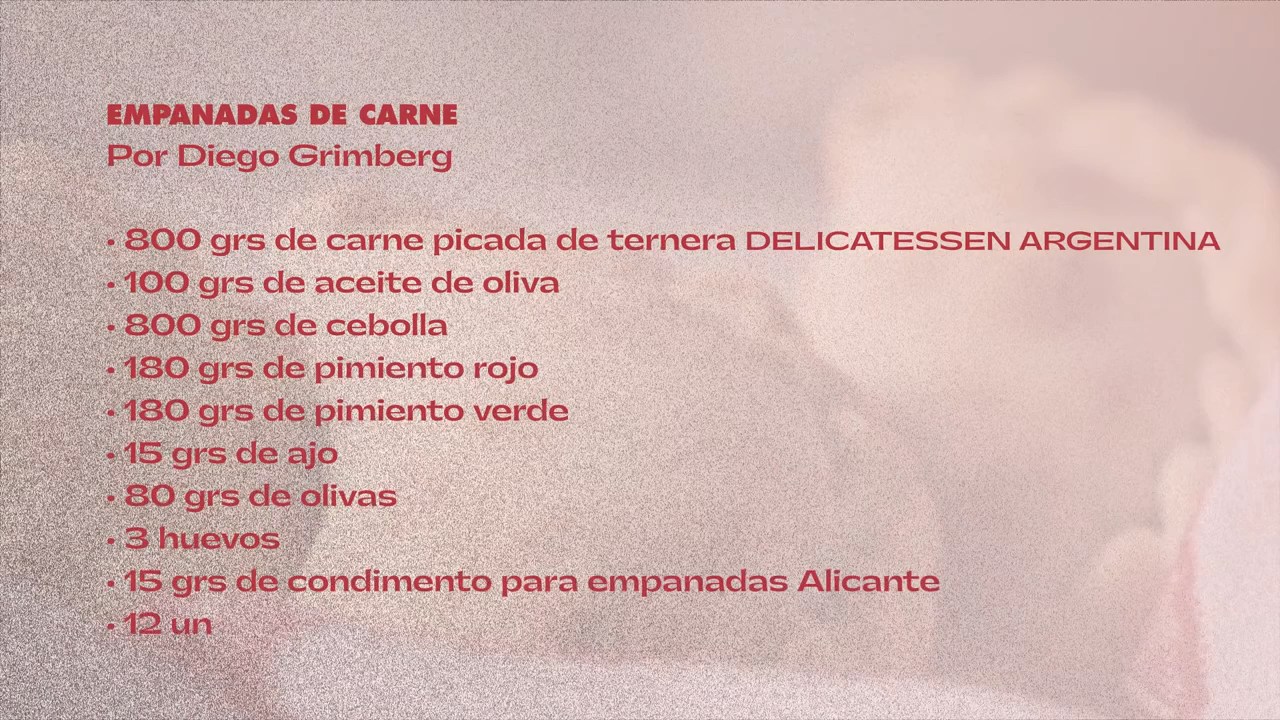 EMPANADAS DE CARNE
Por Diego Grimberg
• 800 grs de carne picada de ternera DELICATESSEN ARGENTINA
• 100 grs de aceite de oliva
• 800 grs de cebolla
• 180 grs de pimiento rojo
• 180 grs de pimiento verde
• 15 grs de ajo
• 80 grs de olivas
• 3 huevos
• 15 grs de condimento para empanadas Alicante
• 12 un